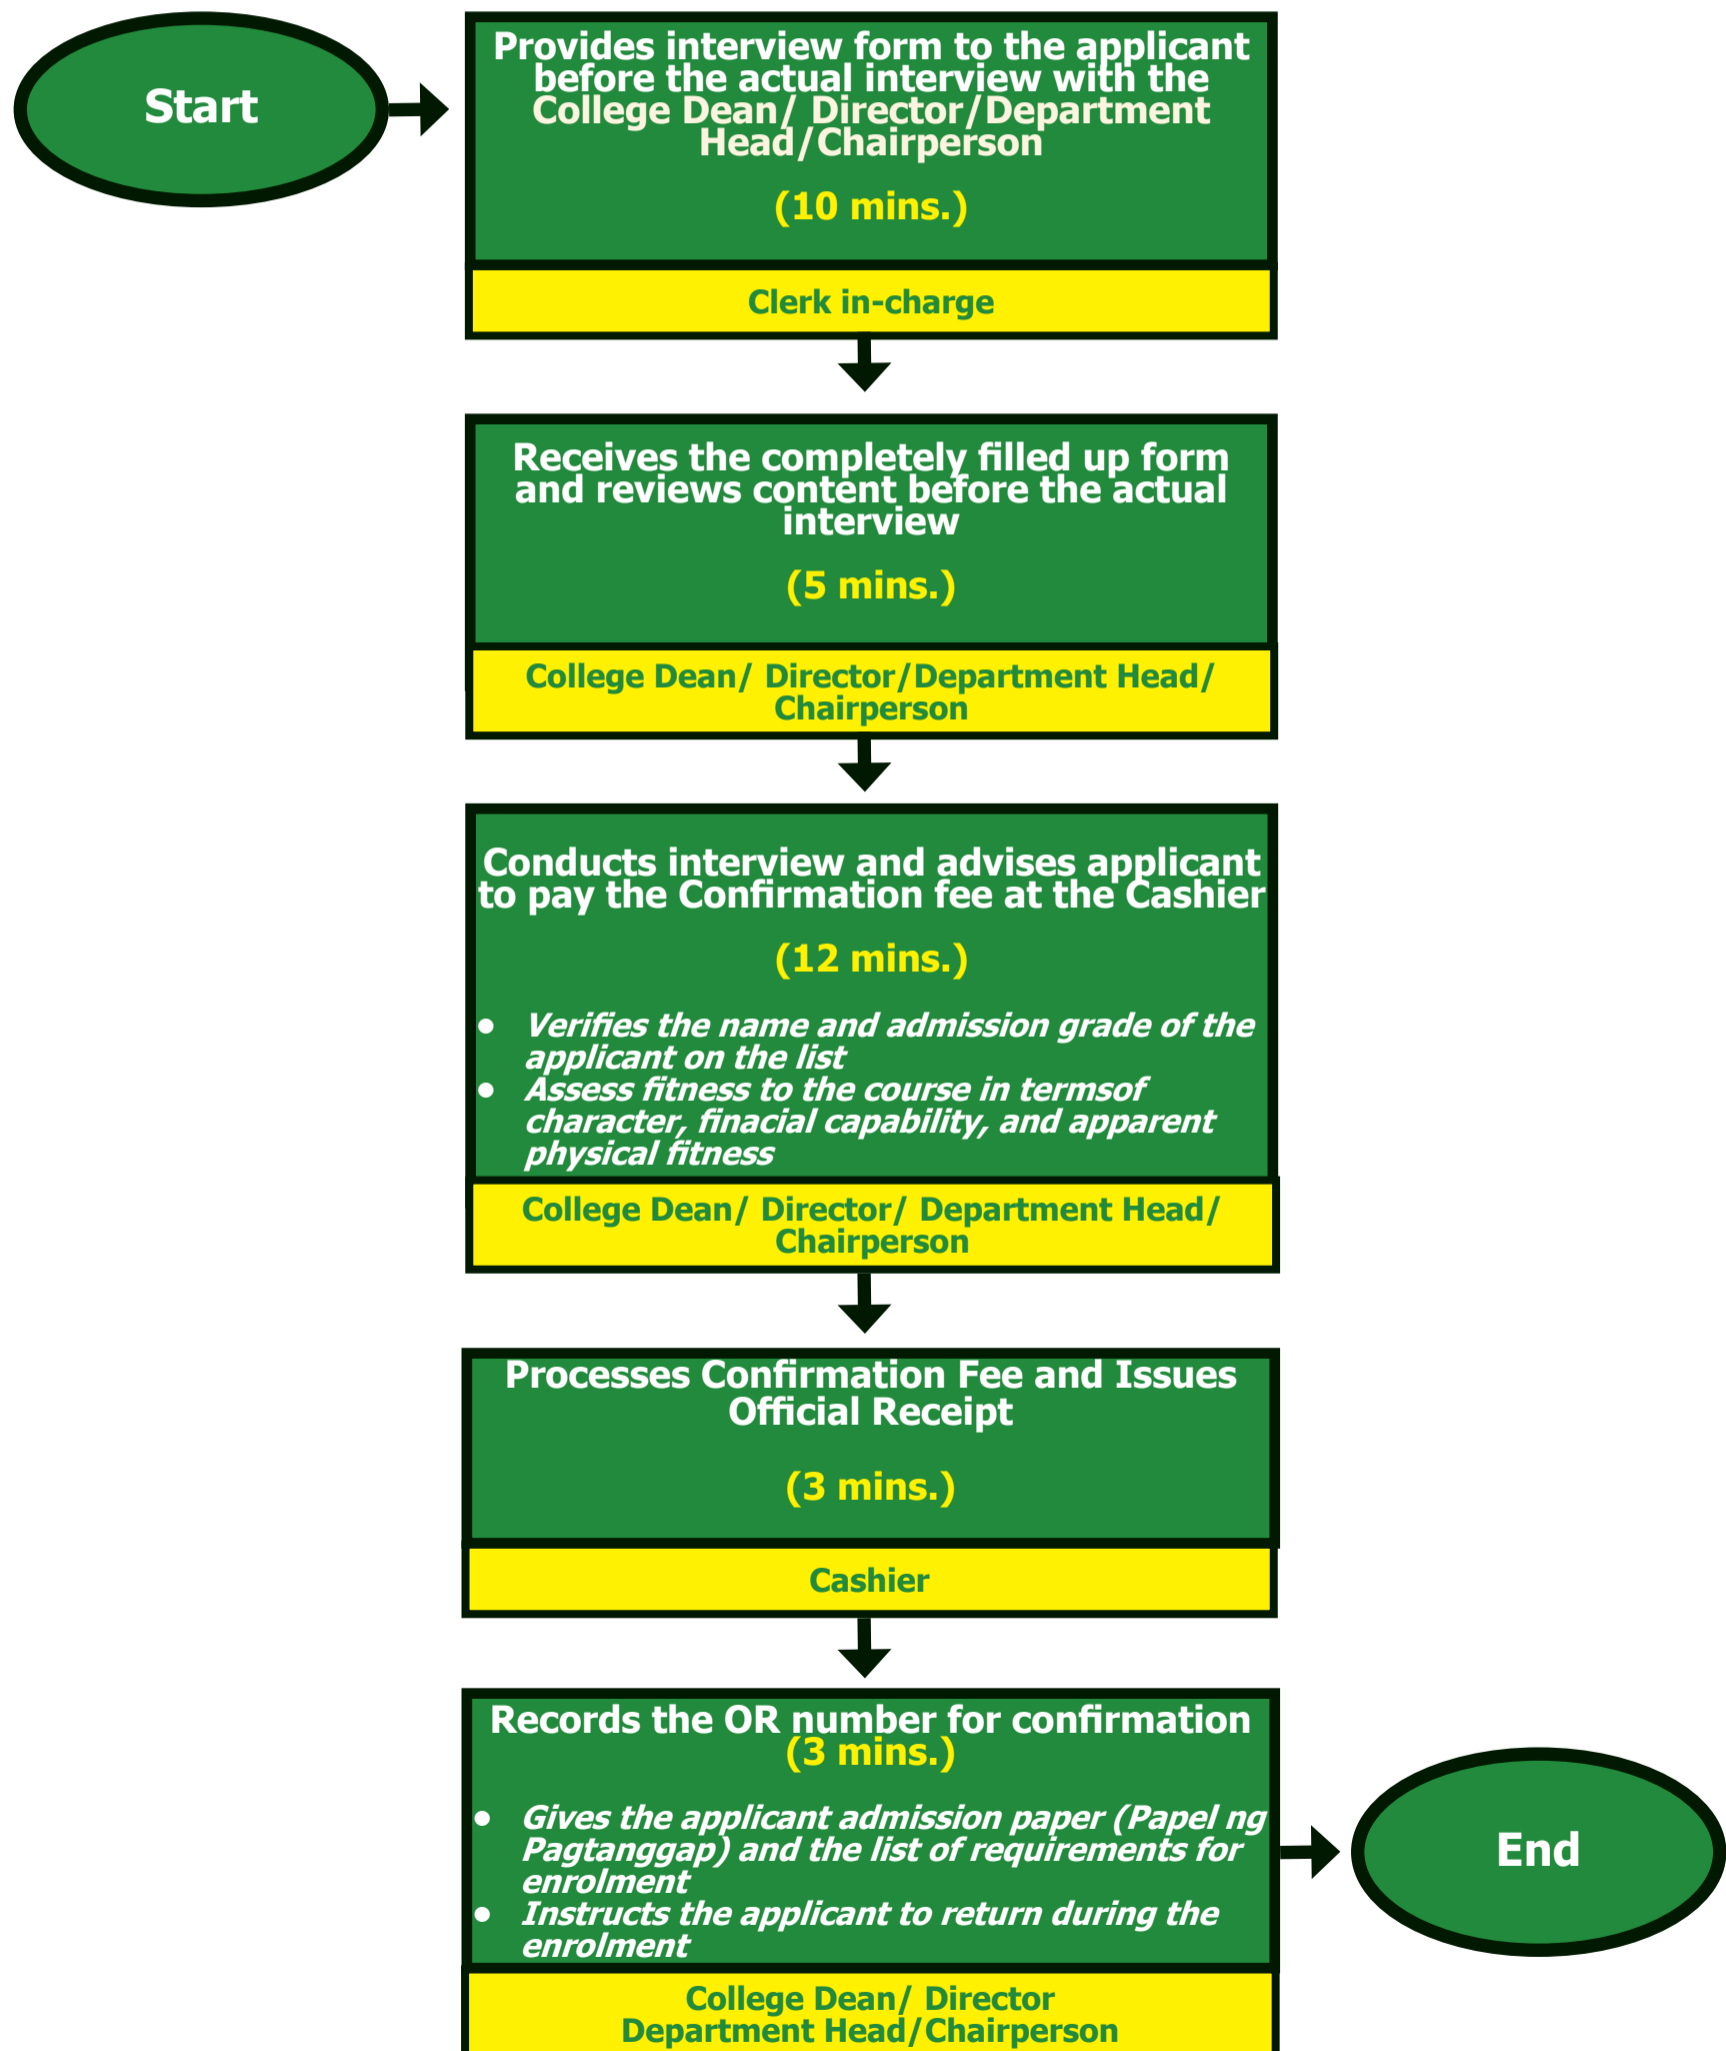 Start
Provides interview form to the applicant
before the actual interview with the
College Dean/ Director/Department
Head/Chairperson
(10 mins.)
Clerk in-charge
Receives the completely filled up form
and reviews content before the actual
interview
(5 mins.)
College Dean/ Director/Department Head/
Chairperson
Conducts interview and advises applicant
to pay the Confirmation fee at the Cashier
(12 mins.)
● Verifies the name and admission grade of the
applicant on the list
● Assess fitness to the course in termsof
character, finacial capability, and apparent
physical fitness
College Dean/ Director/ Department Head/
Chairperson
Processes Confirmation Fee and Issues
Official Receipt
(3 mins.)
Cashier
Records the OR number for confirmation
(3 mins.)
● Gives the applicant admission paper (Papel ng
Pagtanggap) and the list of requirements for
enrolment
● Instructs the applicant to return during the
enrolment
College Dean/ Director
Department Head/Chairperson
End